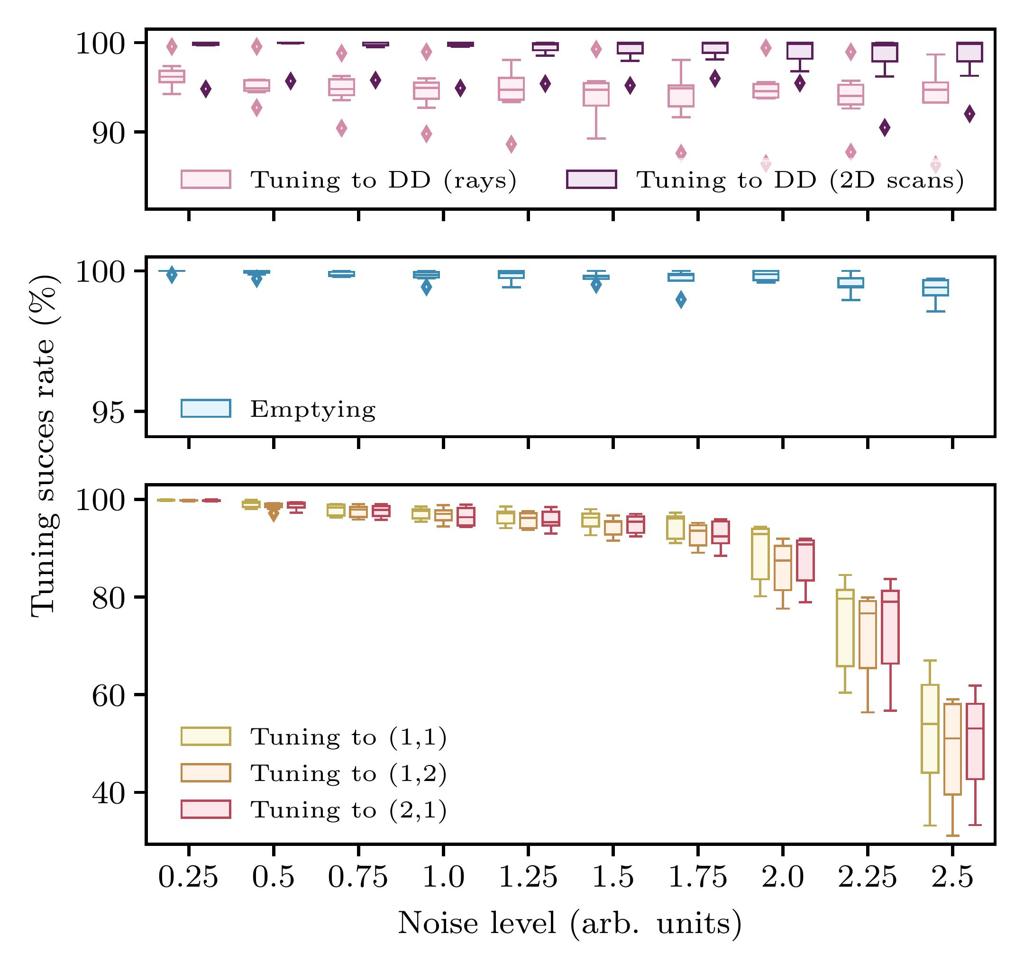 100
90
Tuning to DD (rays)
Tuning to DD (2D scans)
100
95
Emptying
Tuning succes rate (%)
100
80
60
40
Tuning to (1,1)
Tuning to (1,2)
Tuning to (2,1)
0.25 0.5 0.75 1.0 1.25 1.5 1.75 2.0 2.25 2.5
Noise level (arb. units)